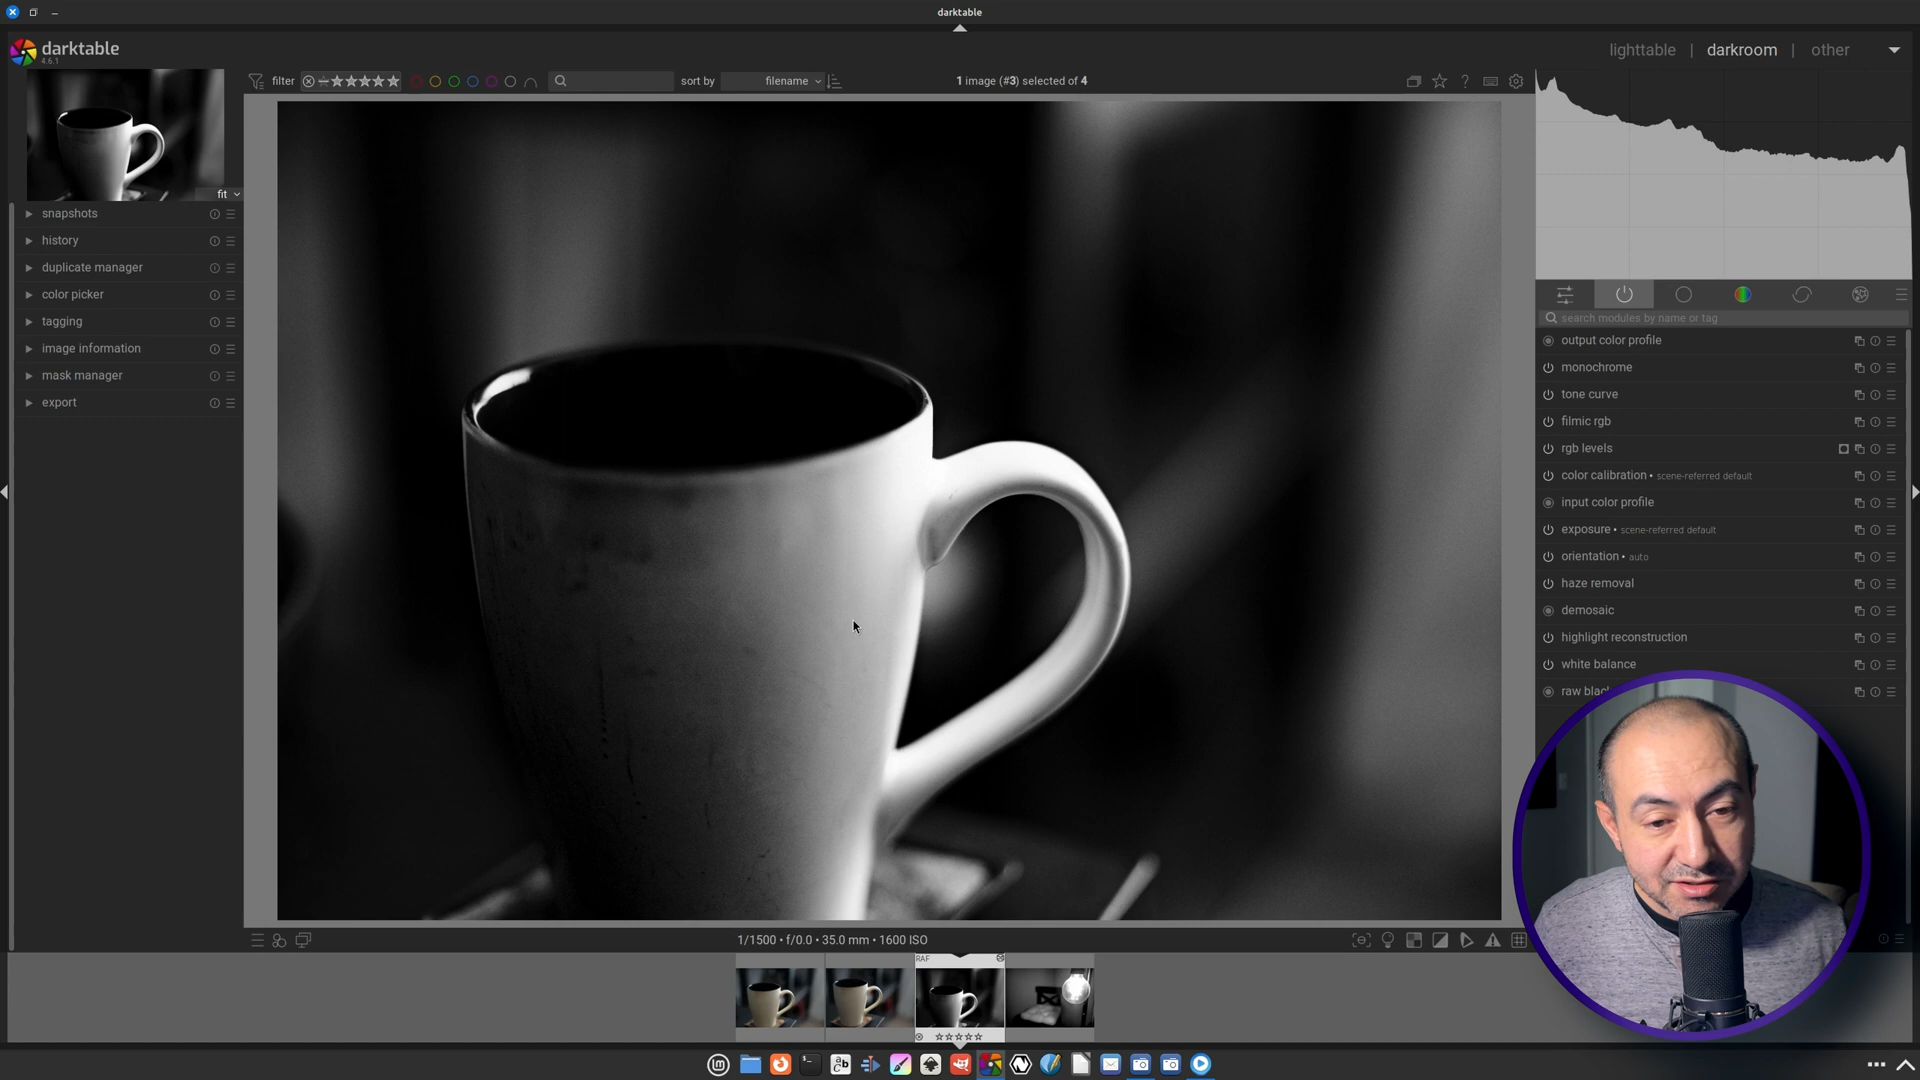 darktable
darktable
4.6.1
lighttable | darkroom | other
filter
sort by
filename
1 image (#3) selected of 4
fit
snapshots
history
duplicate manager
color picker
tagging
image information
mask manager
export
search modules by name or tag
output color profile
monochrome
tone curve
filmic rgb
rgb levels
color calibration • scene-referred default
input color profile
exposure • scene-referred default
orientation • auto
haze removal
demosaic
highlight reconstruction
white balance
raw
1/1500 • f/0.0 • 35.0 mm • 1600 ISO
RAF